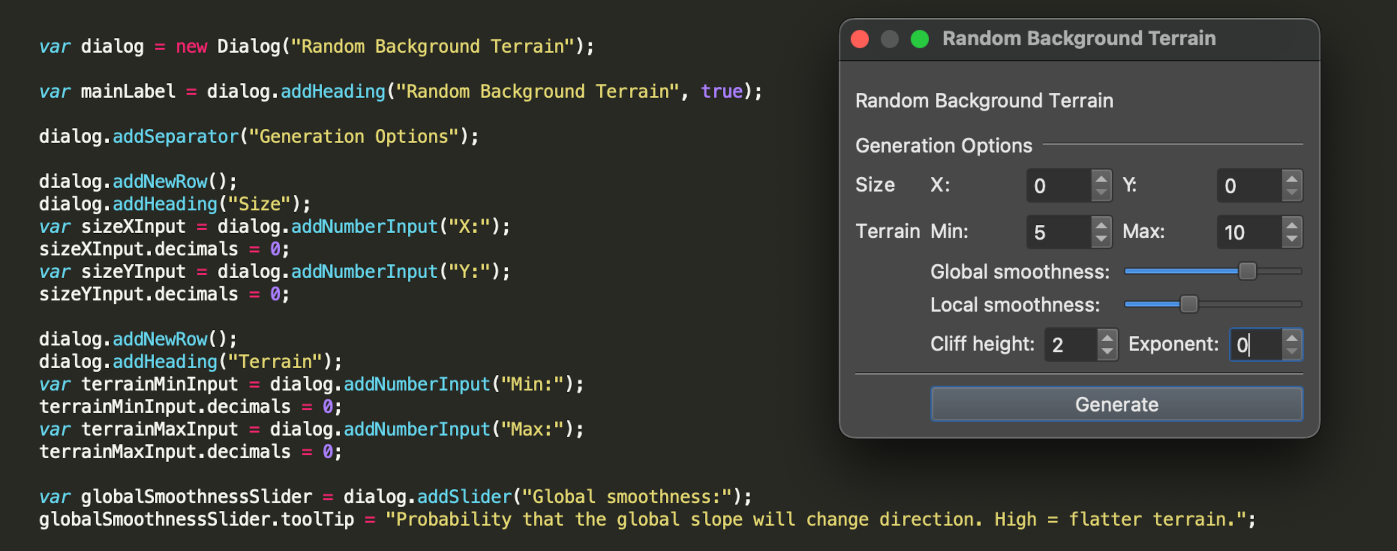 var dialog = new Dialog("Random Background Terrain");
var mainLabel = dialog.addHeading("Random Background Terrain", true);
dialog.addSeparator("Generation Options");
dialog.addNewRow();
dialog.addHeading("Size");
var sizeXInput = dialog.addNumberInput("X:");
sizeXInput.decimals = 0;
var sizeYInput = dialog.addNumberInput("Y:");
sizeYInput.decimals = 0;
dialog.addNewRow();
dialog.addHeading("Terrain");
var terrainMinInput = dialog.addNumberInput("Min:");
terrainMinInput.decimals = 0;
var terrainMaxInput = dialog.addNumberInput("Max:");
terrainMaxInput.decimals = 0;
var globalSmoothnessSlider = dialog.addSlider("Global smoothness:");
globalSmoothnessSlider.toolTip = "Probability that the global slope will change direction. High = flatter terrain.";
Random Background Terrain
Random Background Terrain
Generation Options
Size X: 0 Y: 0
Terrain Min: 5 Max: 10
Global smoothness:
Local smoothness:
Cliff height: 2 Exponent: 0
Generate